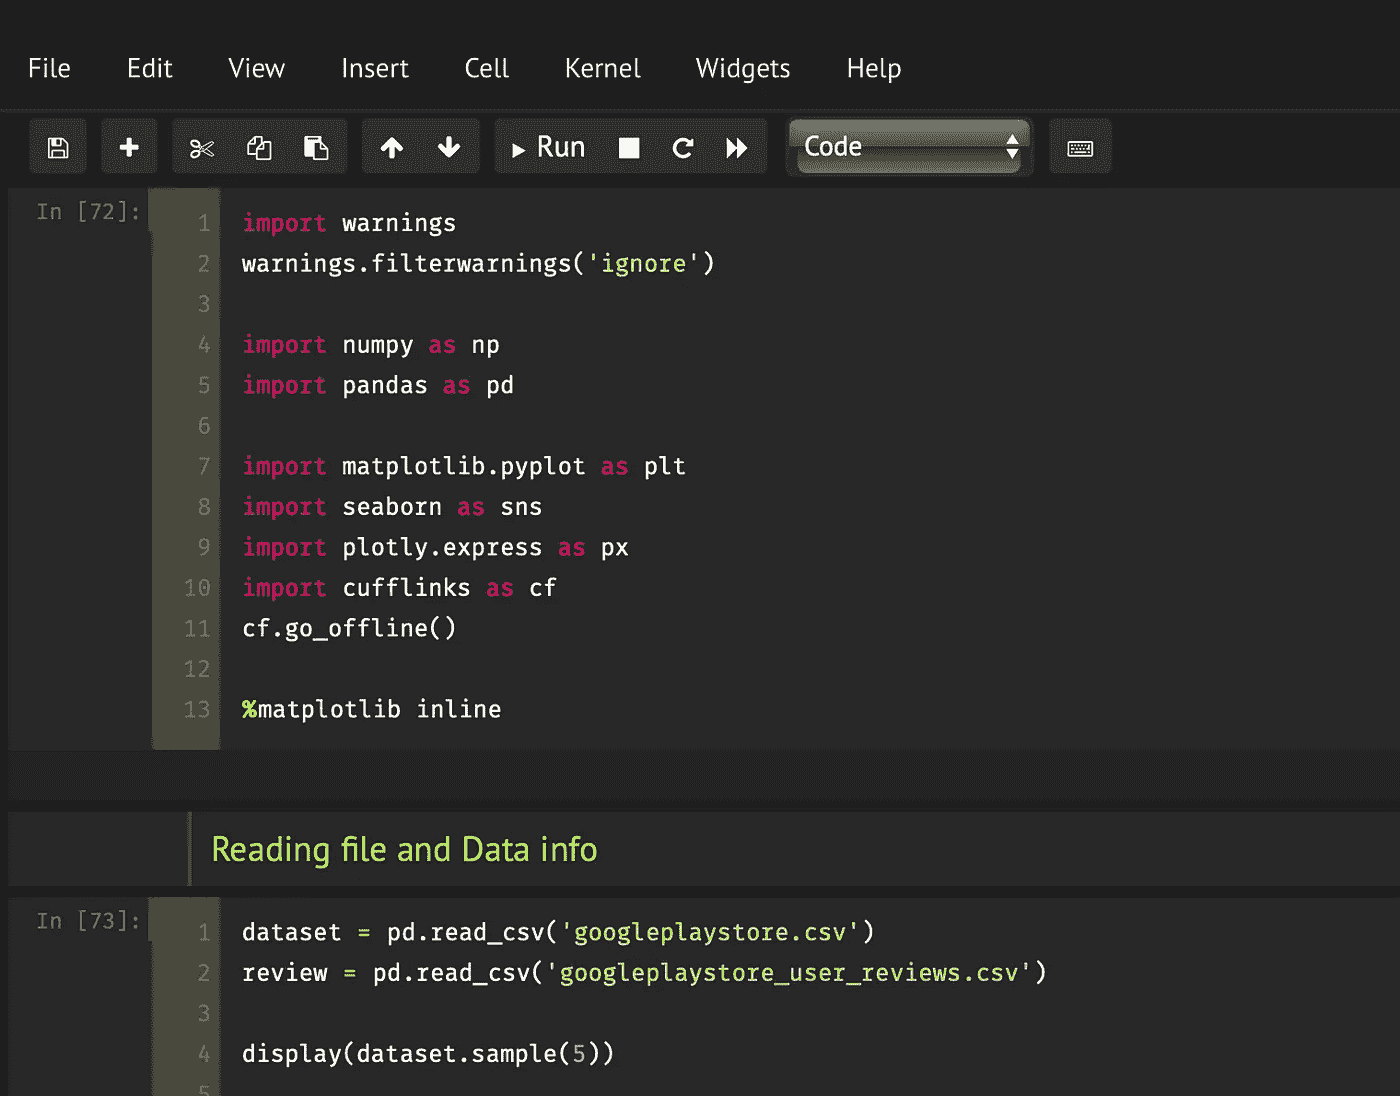 File Edit View Insert Cell Kernel Widgets Help
Run Code
In [72]:
1 import warnings
2 warnings.filterwarnings('ignore')
3
4 import numpy as np
5 import pandas as pd
6
7 import matplotlib.pyplot as plt
8 import seaborn as sns
9 import plotly.express as px
10 import cufflinks as cf
11 cf.go_offline()
12
13 %matplotlib inline
Reading file and Data info
In [73]:
1 dataset = pd.read_csv('googleplaystore.csv')
2 review = pd.read_csv('googleplaystore_user_reviews.csv')
3
4 display(dataset.sample(5))
5